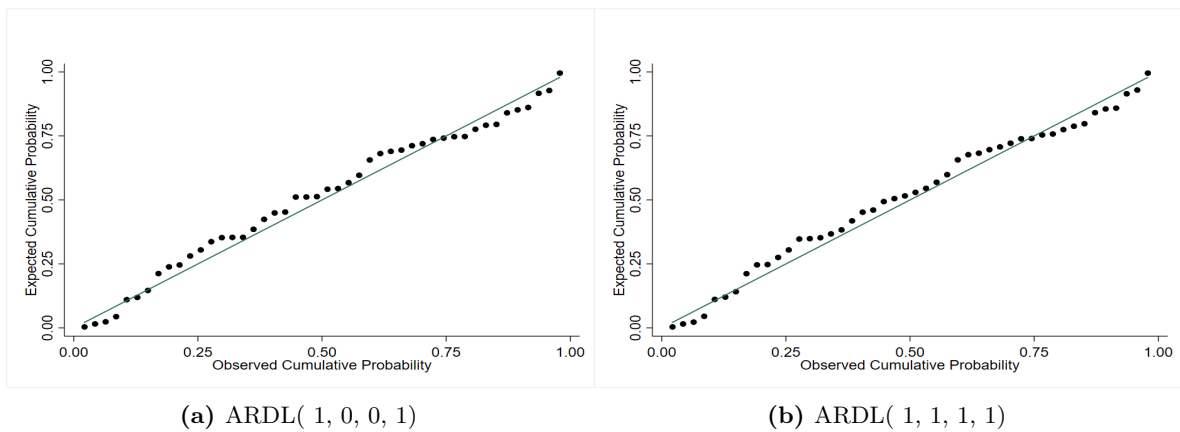 Expected Cumulative Probability
1.00
0.75
0.50
0.25
0.00
0.00 0.25 0.50 0.75 1.00
Observed Cumulative Probability
(a) ARDL( 1, 0, 0, 1)
Expected Cumulative Probability
1.00
0.75
0.50
0.25
0.00
0.00 0.25 0.50 0.75 1.00
Observed Cumulative Probability
(b) ARDL( 1, 1, 1, 1)